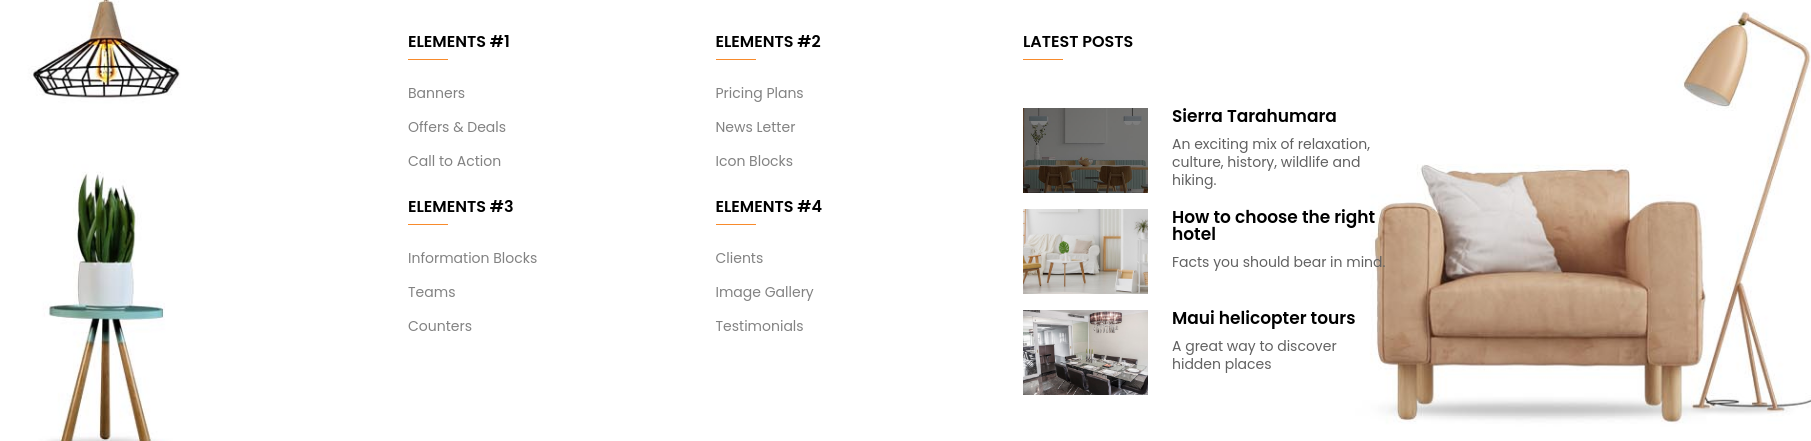 ELEMENTS #1
Banners
Offers & Deals
Call to Action
ELEMENTS #3
Information Blocks
Teams
Counters
ELEMENTS #2
Pricing Plans
News Letter
Icon Blocks
ELEMENTS #4
Clients
Image Gallery
Testimonials
LATEST POSTS
Sierra Tarahumara
An exciting mix of relaxation,
culture, history, wildlife and
hiking.
How to choose the right
hotel
Facts you should bear in mind.
Maui helicopter tours
A great way to discover
hidden places